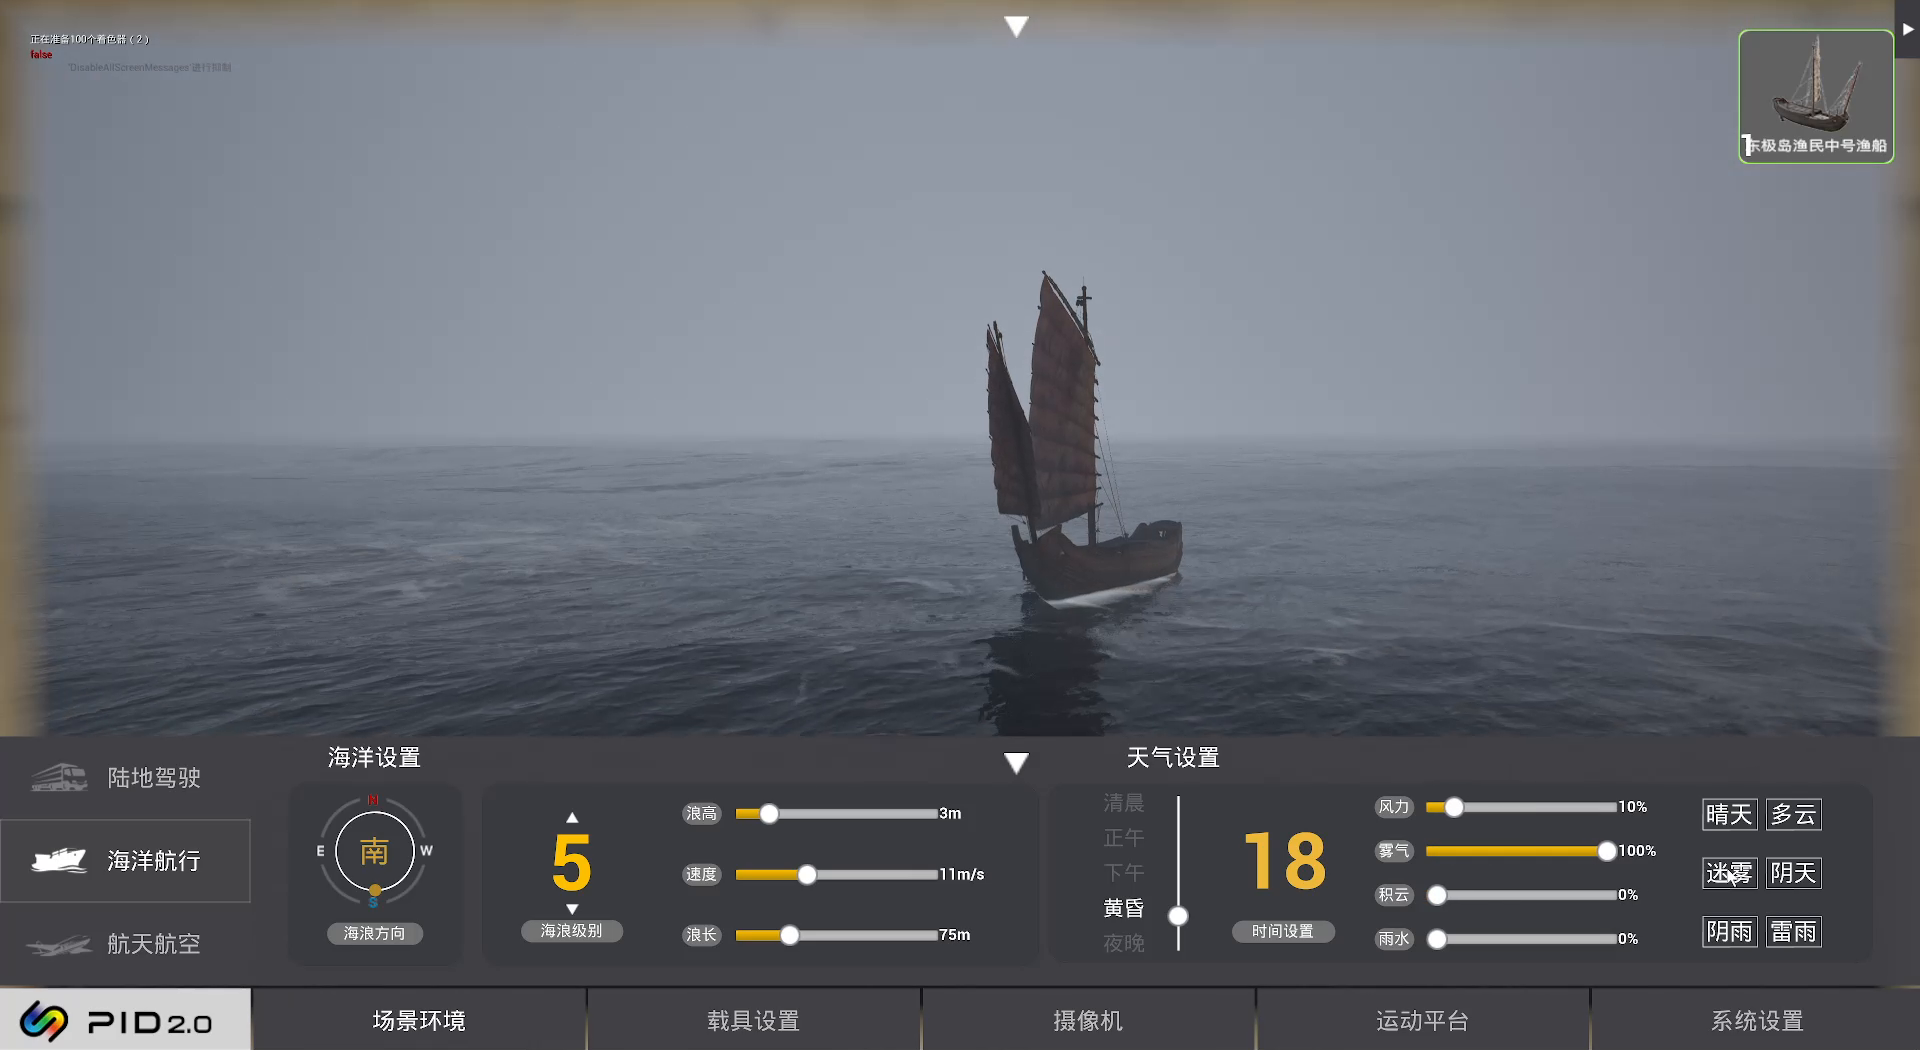 正在准备100个着色器 ( 2 )
false
'DisableAllScreenMessages'进行抑制
1
东极岛渔民中号渔船
陆地驾驶
海洋航行
航天航空
海洋设置
N
E
南
W
S
海浪方向
5
海浪级别
浪高
3m
速度
11m/s
浪长
75m
天气设置
清晨
正午
下午
黄昏
夜晚
18
时间设置
风力
10%
雾气
100%
积云
0%
雨水
0%
晴天
多云
迷雾
阴天
阴雨
雷雨
PID2.0
场景环境
载具设置
摄像机
运动平台
系统设置